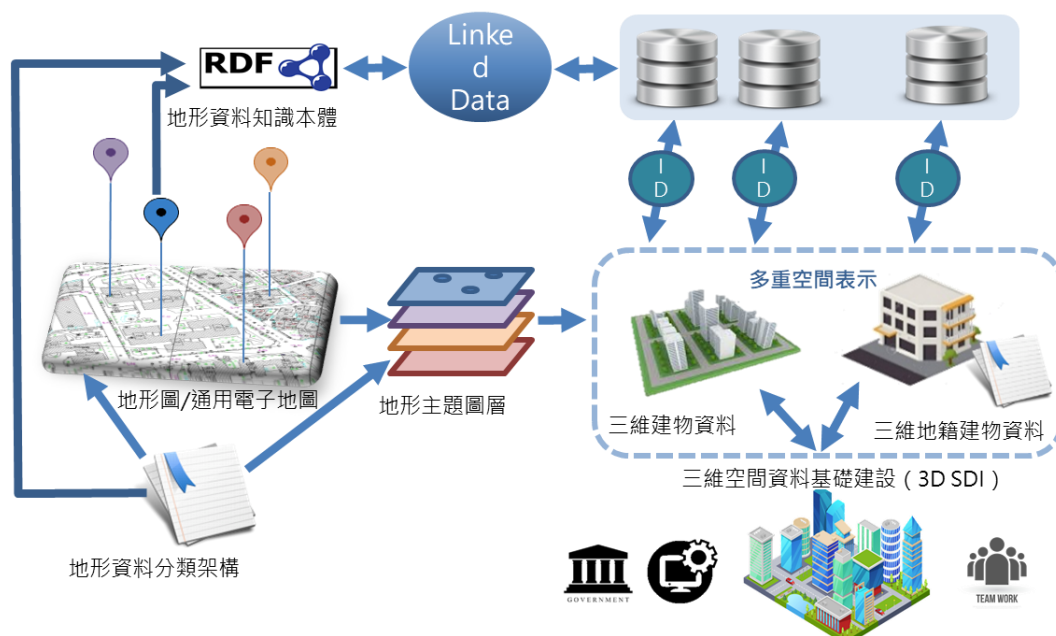 RDF
Linke
d
Data
地形資料知識本體
I
D
I
D
I
D
多重空間表示
地形圖/通用電子地圖
地形主題圖層
三維建物資料
三維地籍建物資料
三維空間資料基礎建設（3D SDI）
地形資料分類架構
GOVERNMENT
TEAM WORK